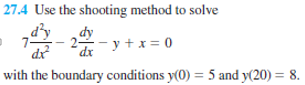 27.4 Use the shooting method to solve
7 d²y/dx² − 2 dy/dx − y + x = 0
with the boundary conditions y(0) = 5 and y(20) = 8.